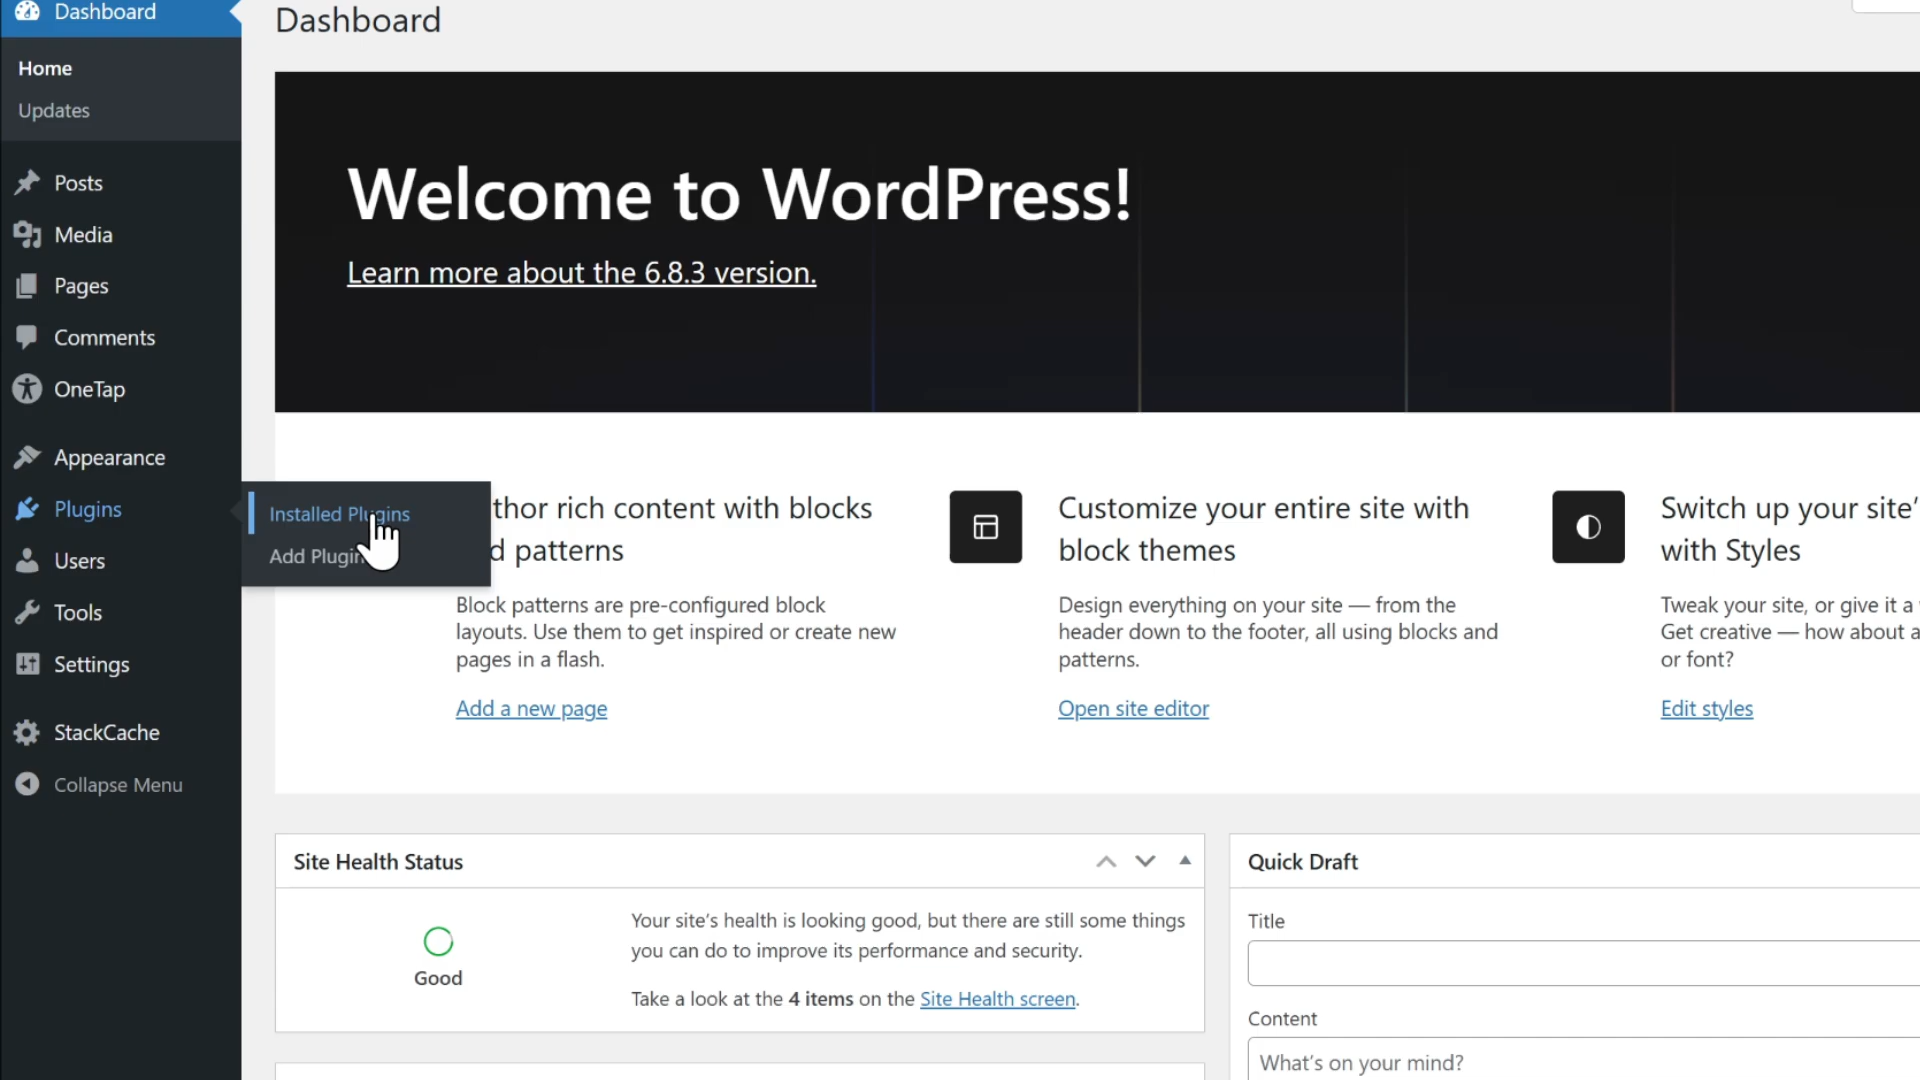 Dashboard
Home
Updates
Posts
Media
Pages
Comments
OneTap
Appearance
Plugins
Users
Tools
Settings
StackCache
Collapse Menu
Installed Plugins
Add Plugin
Dashboard
Welcome to WordPress!
Learn more about the 6.8.3 version.
thor rich content with blocks
d patterns
Block patterns are pre-configured block
layouts. Use them to get inspired or create new
pages in a flash.
Add a new page
Customize your entire site with
block themes
Design everything on your site — from the
header down to the footer, all using blocks and
patterns.
Open site editor
Switch up your site'
with Styles
Tweak your site, or give it a
Get creative — how about a
or font?
Edit styles
Site Health Status
Good
Your site's health is looking good, but there are still some things
you can do to improve its performance and security.
Take a look at the 4 items on the Site Health screen.
Quick Draft
Title
Content
What's on your mind?